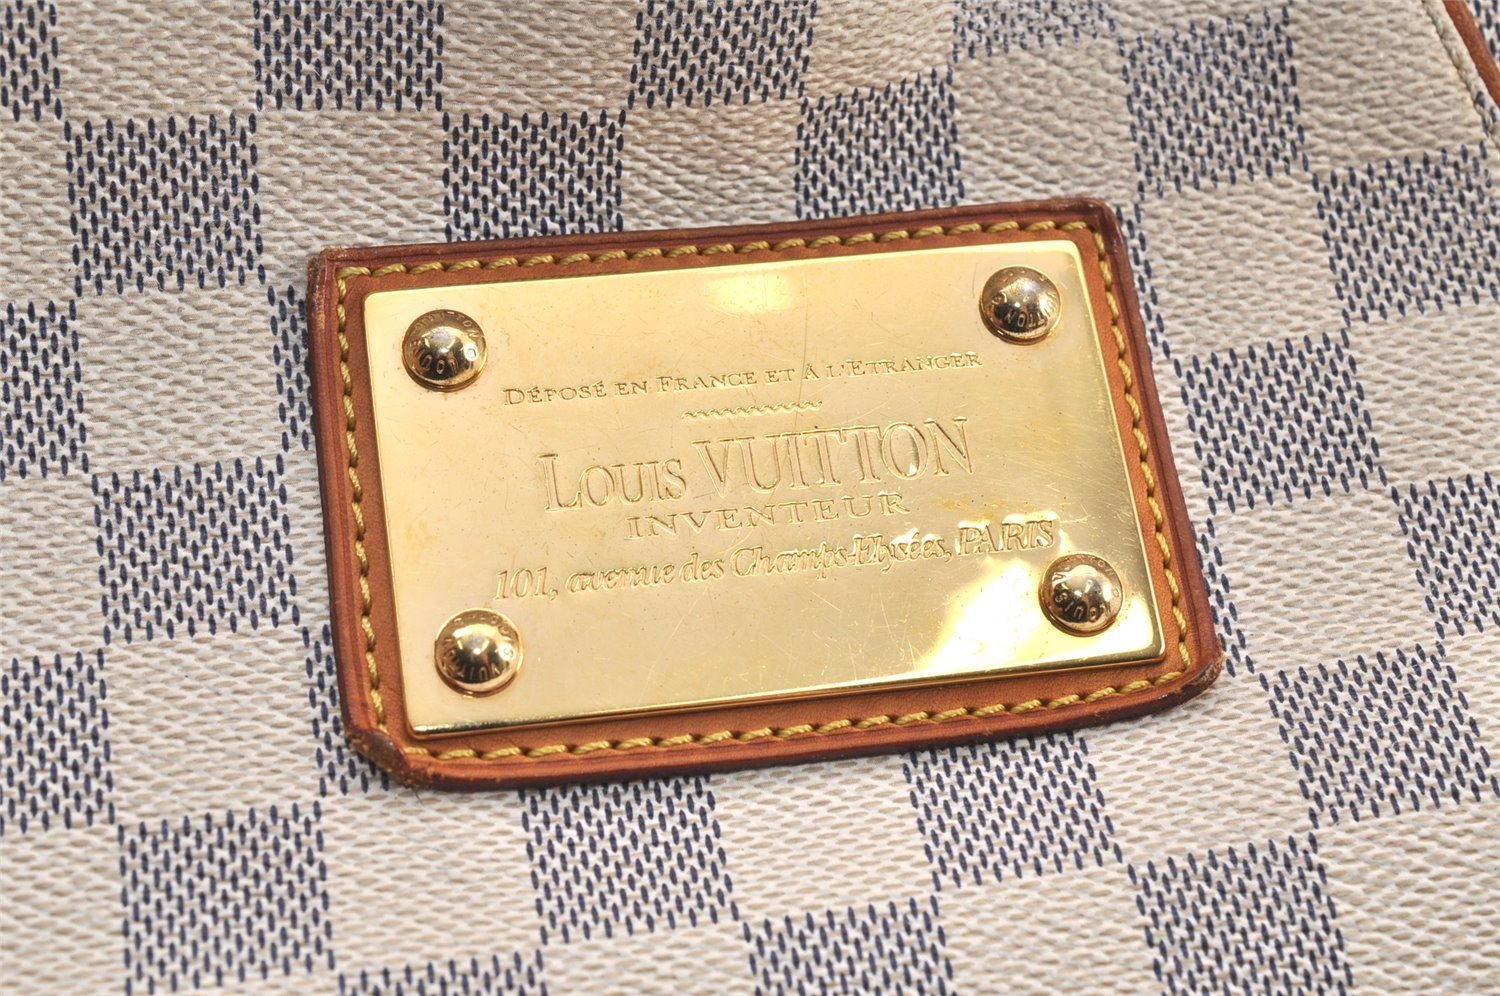 DÉPOSÉ EN FRANCE ET À L'ETRANGER
LOUIS VUITTON
INVENTEUR
101, avenue des Champs-Elysées, PARIS